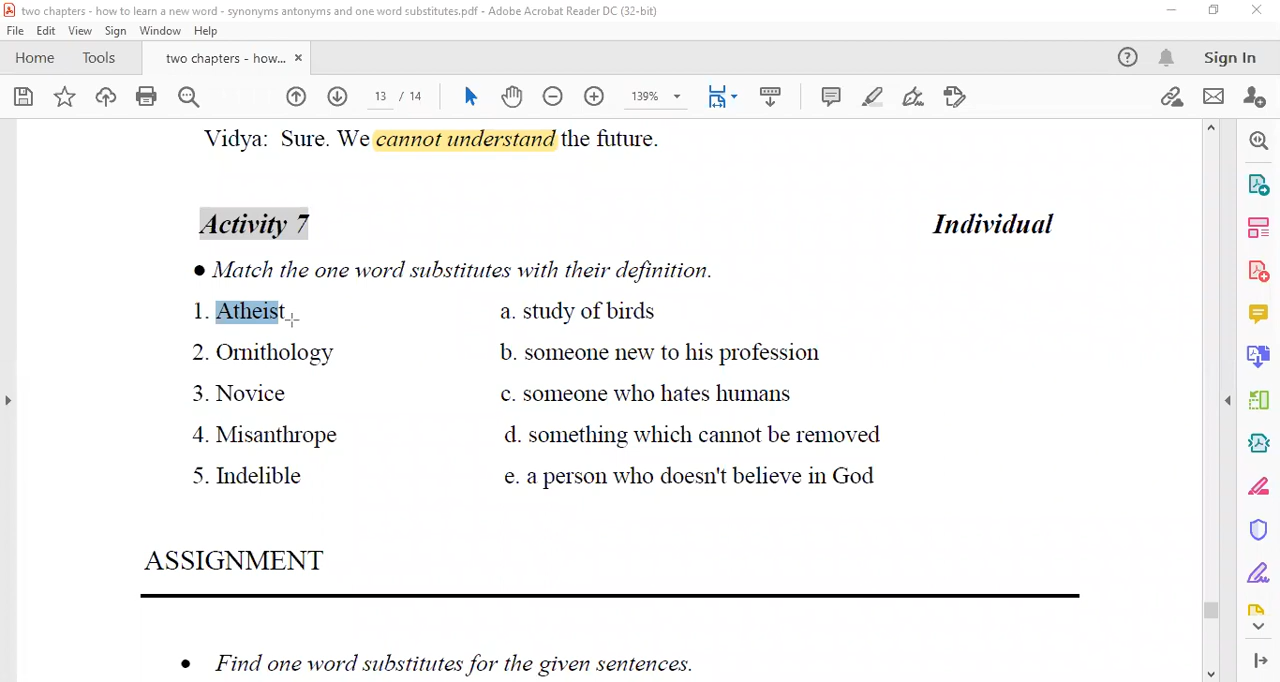 two chapters - how to learn a new word - synonyms antonyms and one word substitutes.pdf - Adobe Acrobat Reader DC (32-bit)
File Edit View Sign Window Help
Home Tools two chapters - how... × Sign In
13 / 14 139%
Vidya: Sure. We cannot understand the future.
Activity 7 Individual
● Match the one word substitutes with their definition.
1. Atheist a. study of birds
2. Ornithology b. someone new to his profession
3. Novice c. someone who hates humans
4. Misanthrope d. something which cannot be removed
5. Indelible e. a person who doesn't believe in God
ASSIGNMENT
● Find one word substitutes for the given sentences.